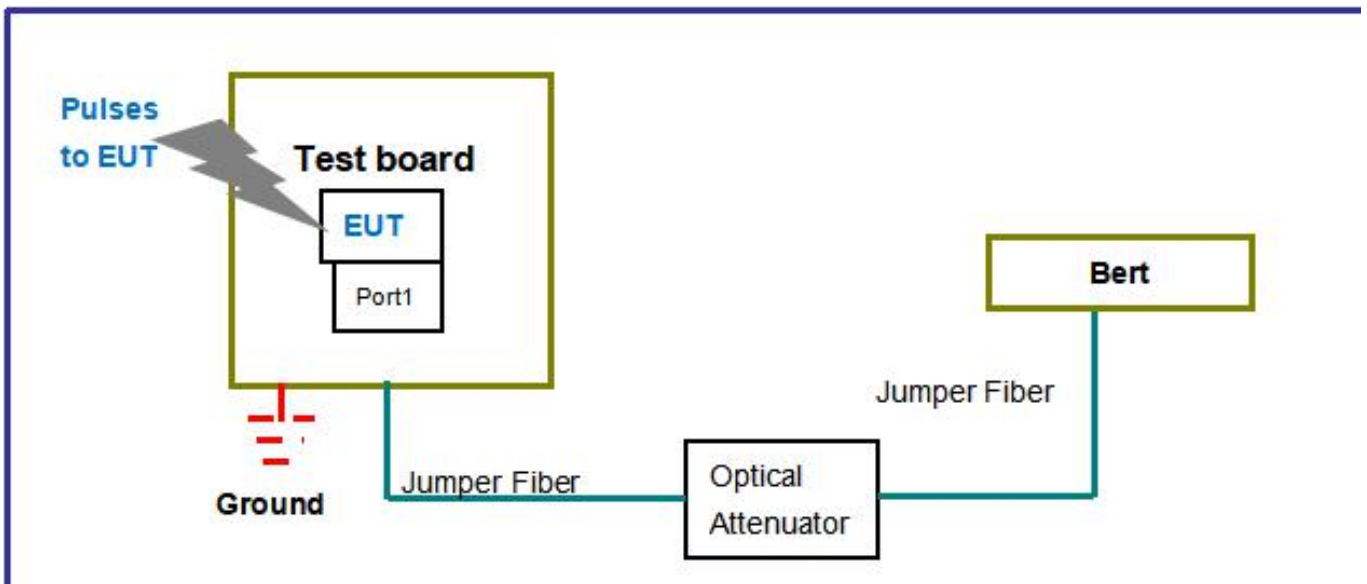 Pulses
to EUT
Test board
EUT
Port1
Bert
Jumper Fiber
Jumper Fiber
Optical
Attenuator
Ground